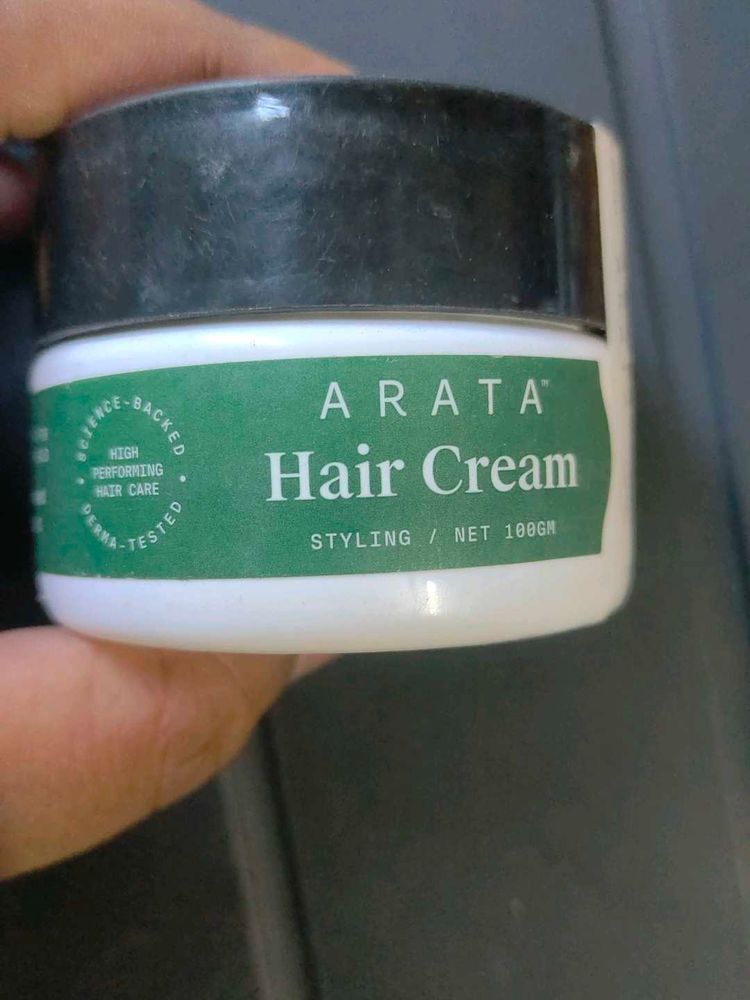 ARATA™
Hair Cream
STYLING / NET 100GM
SCIENCE-BACKED
HIGH
PERFORMING
HAIR CARE
DERMA-TESTED